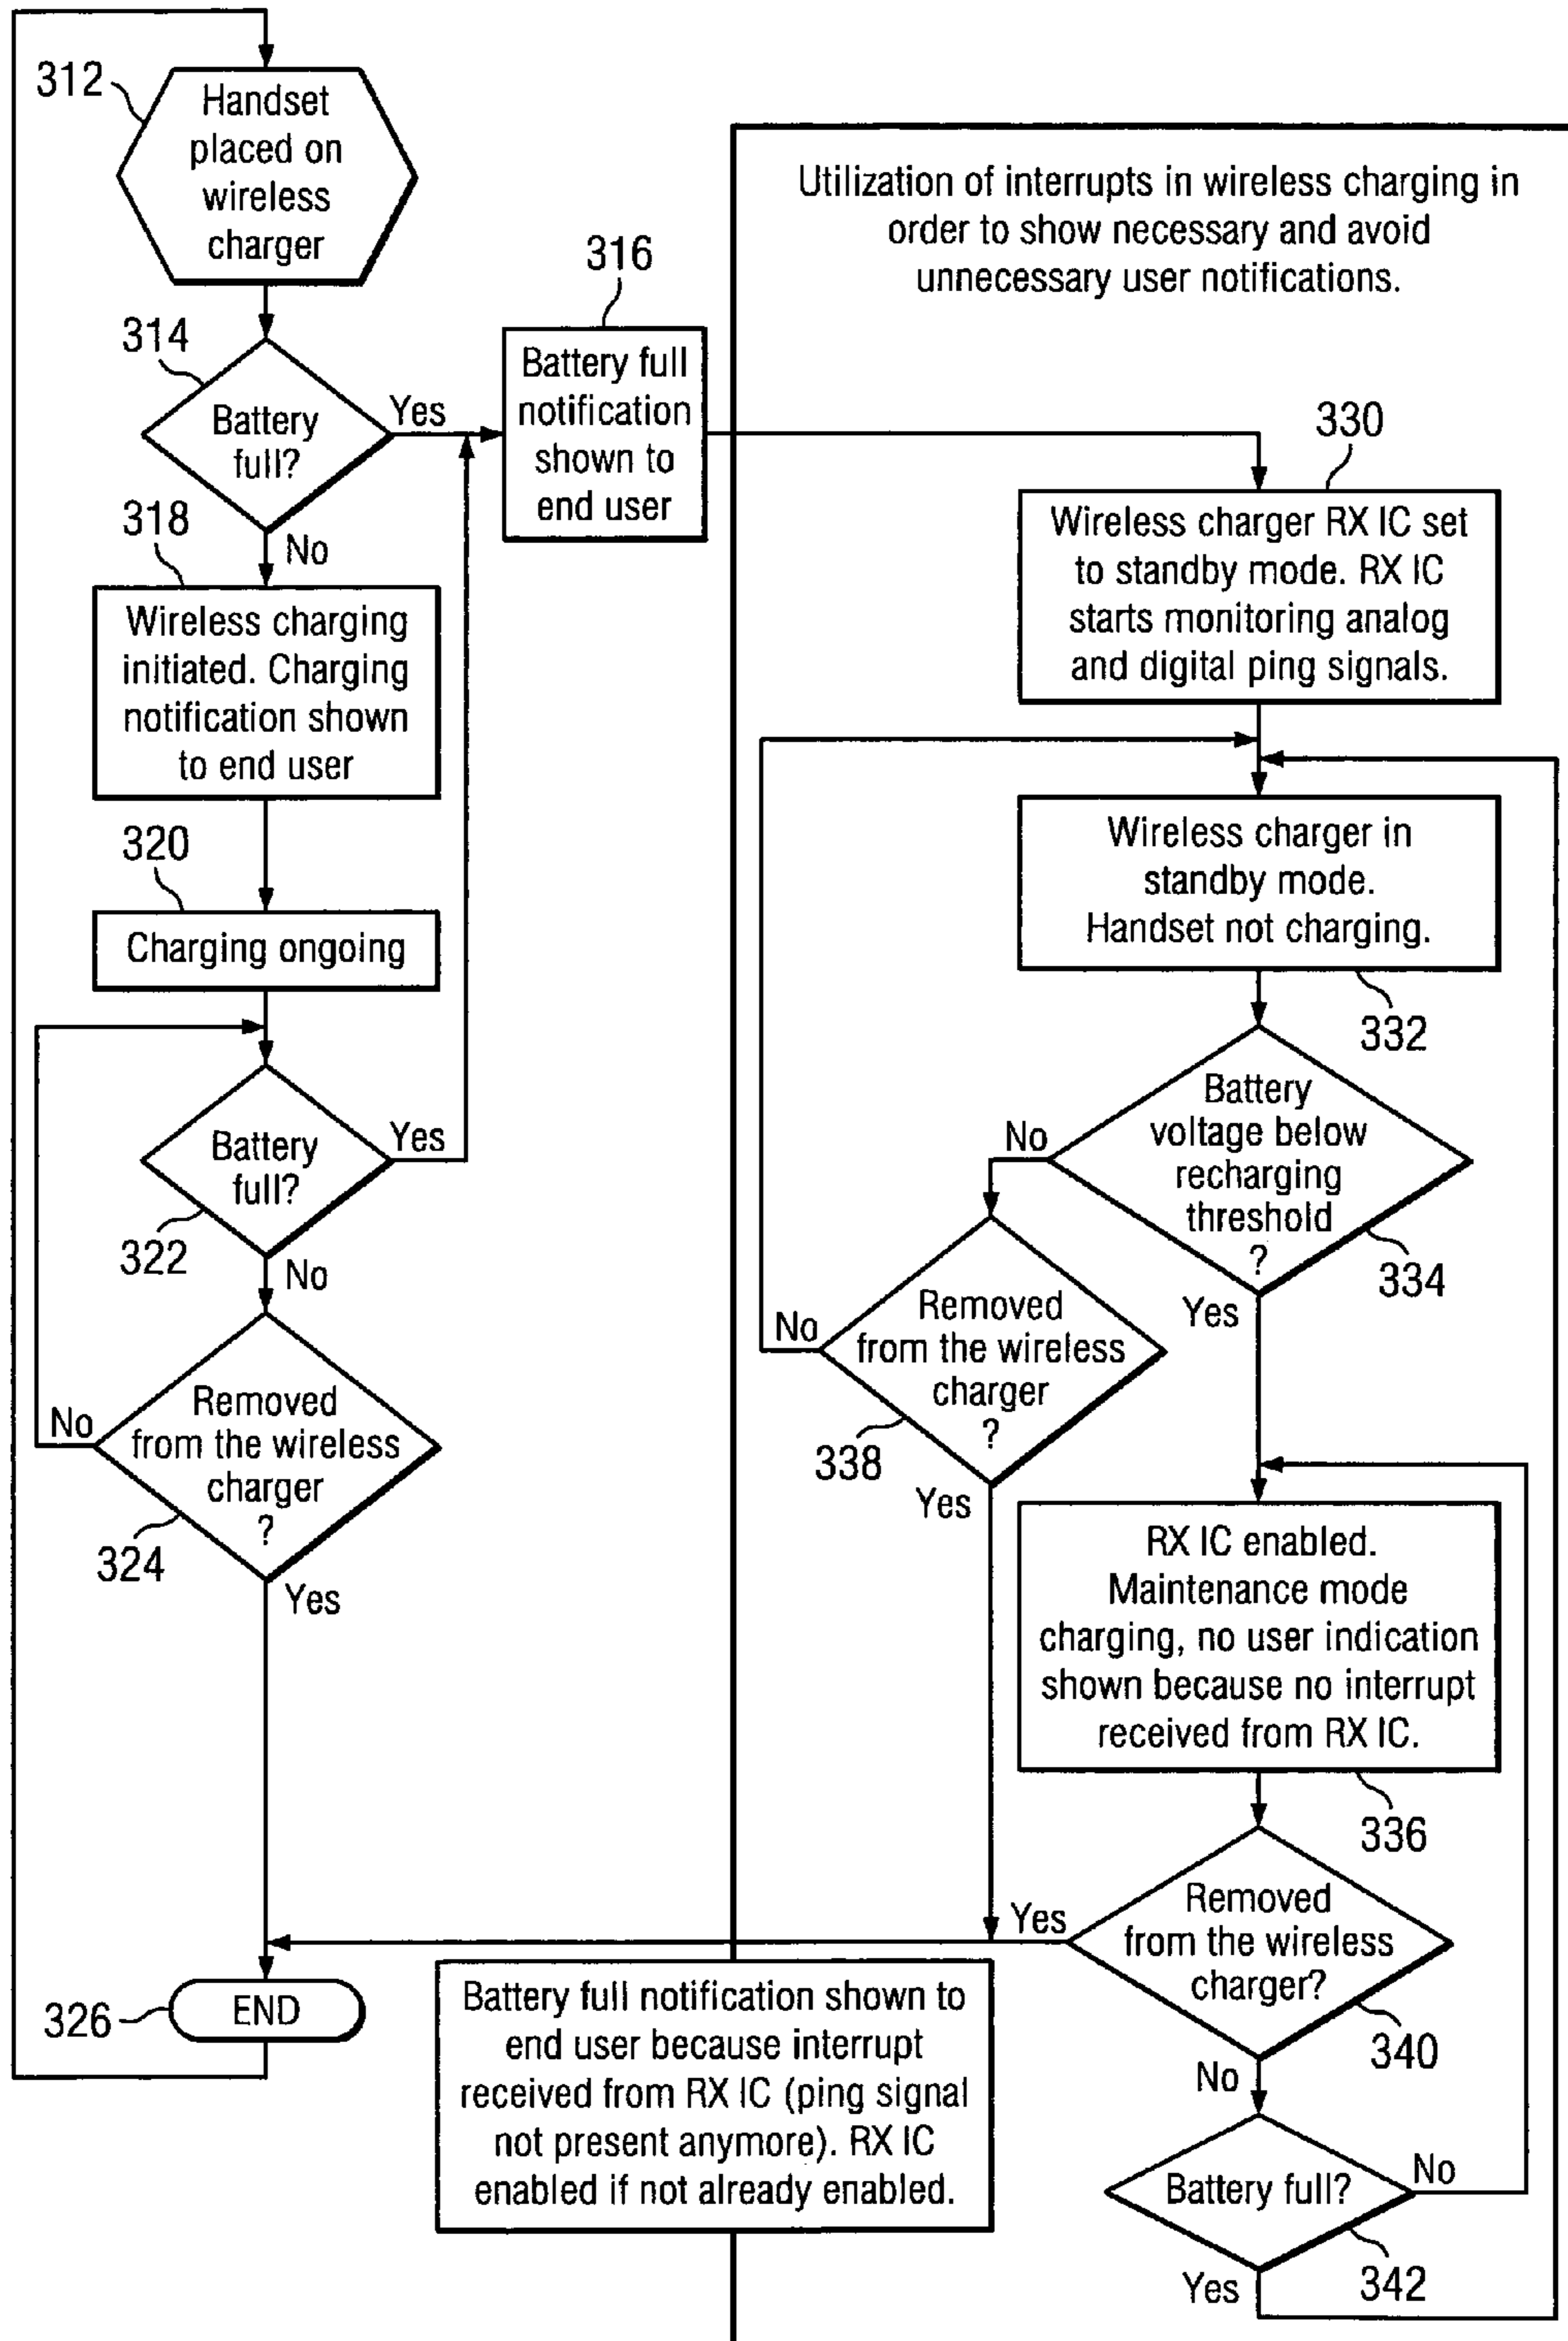 312
Handset
placed on
wireless
charger
314
Battery
full?
Yes
No
316
Battery full
notification
shown to
end user
318
Wireless charging
initiated. Charging
notification shown
to end user
320
Charging ongoing
Battery
full?
Yes
322
No
Removed
from the wireless
charger
?
No
324
Yes
326
END
Utilization of interrupts in wireless charging in
order to show necessary and avoid
unnecessary user notifications.
330
Wireless charger RX IC set
to standby mode. RX IC
starts monitoring analog
and digital ping signals.
Wireless charger in
standby mode.
Handset not charging.
332
Battery
voltage below
recharging
threshold
?
No
334
Yes
Removed
from the wireless
charger
?
No
338
Yes
RX IC enabled.
Maintenance mode
charging, no user indication
shown because no interrupt
received from RX IC.
336
Yes
Removed
from the wireless
charger?
340
No
Battery full notification shown to
end user because interrupt
received from RX IC (ping signal
not present anymore). RX IC
enabled if not already enabled.
Battery full?
No
342
Yes